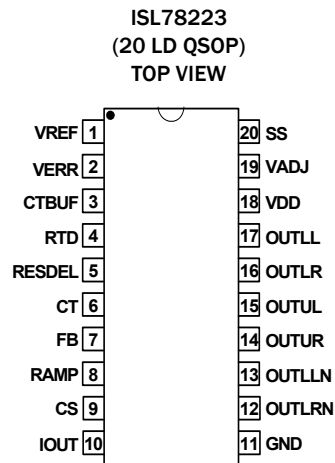 ISL78223
(20 LD QSOP)
TOP VIEW
VREF 1 20 SS
VERR 2 19 VADJ
CTBUF 3 18 VDD
RTD 4 17 OUTLL
RESDEL 5 16 OUTLR
CT 6 15 OUTUL
FB 7 14 OUTUR
RAMP 8 13 OUTLLN
CS 9 12 OUTLRN
IOUT 10 11 GND